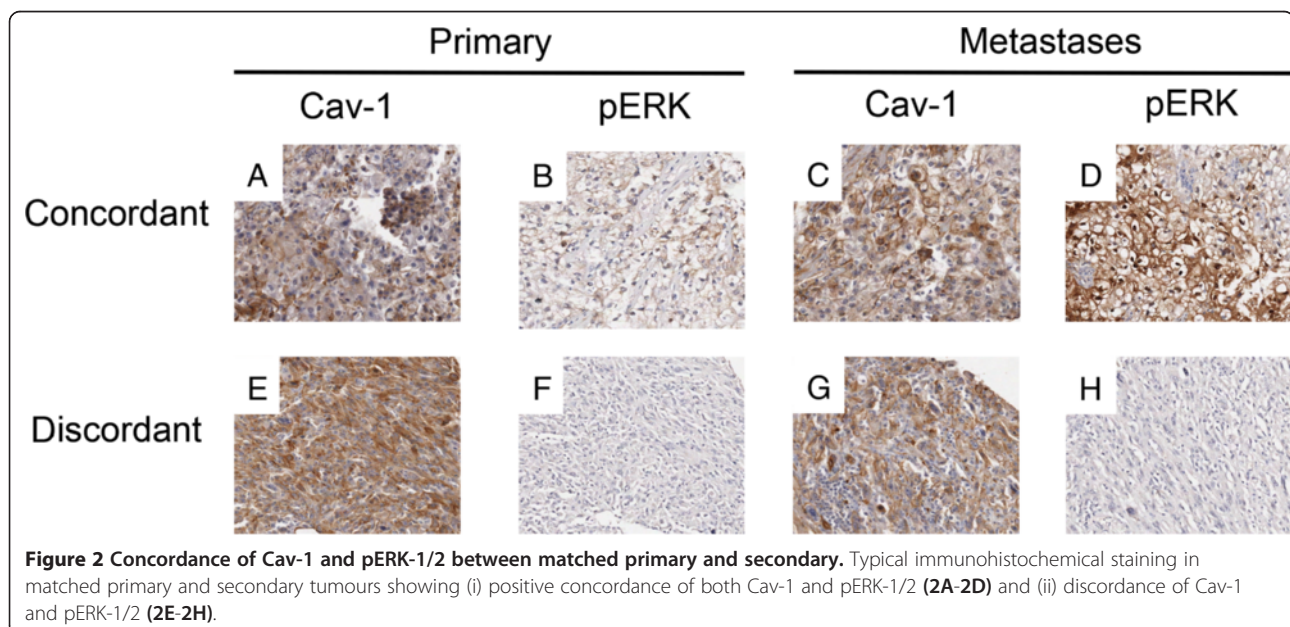 Primary Metastases
Cav-1 pERK Cav-1 pERK
Concordant A B C D
Discordant E F G H
Figure 2 Concordance of Cav-1 and pERK-1/2 between matched primary and secondary. Typical immunohistochemical staining in
matched primary and secondary tumours showing (i) positive concordance of both Cav-1 and pERK-1/2 (2A-2D) and (ii) discordance of Cav-1
and pERK-1/2 (2E-2H).